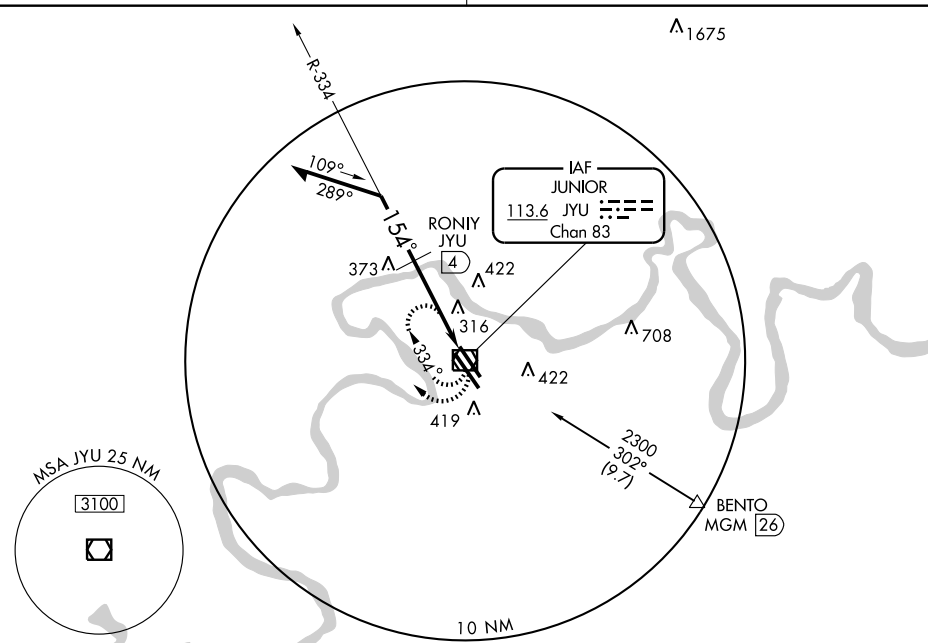 1675
R-334
109°
289°
154°
RONIY
JYU
4
IAF
JUNIOR
113.6 JYU
Chan 83
373
422
316
708
334°
422
419
2300
302°
(9.7)
BENTO
MGM 26
MSA JYU 25 NM
3100
10 NM